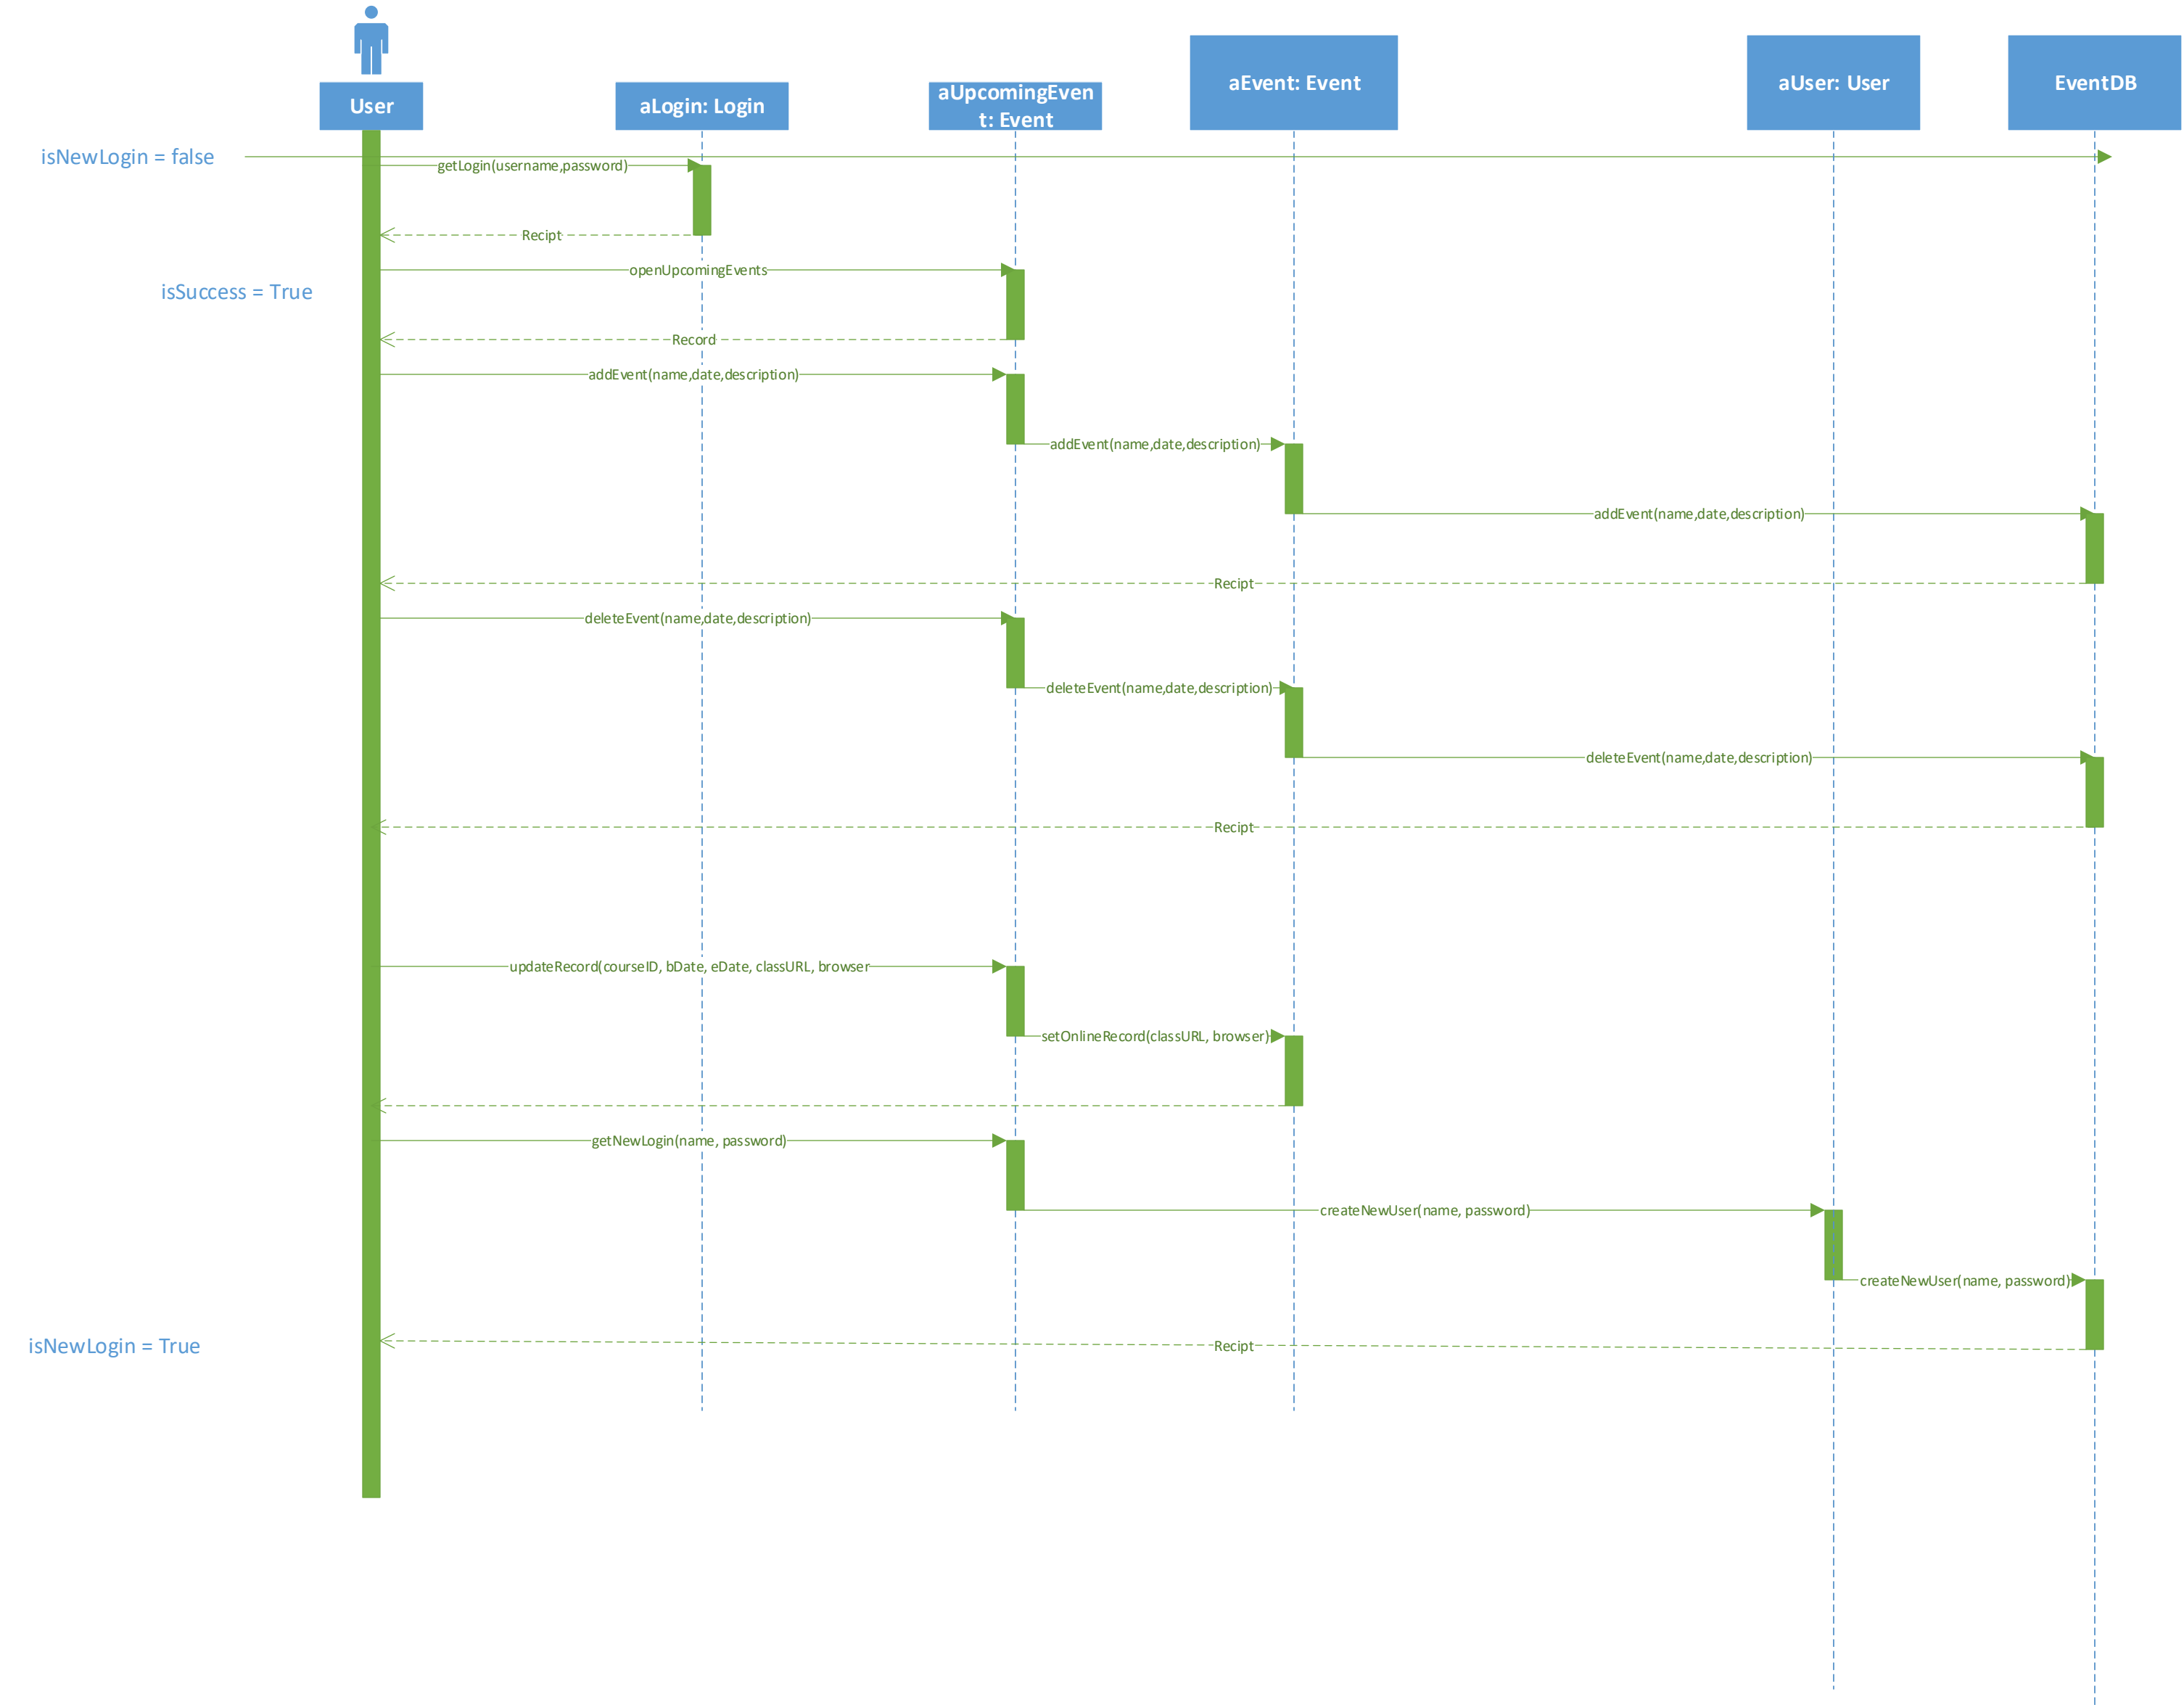 User
aLogin: Login
aUpcomingEven
t: Event
aEvent: Event
aUser: User
EventDB
isNewLogin = false
getLogin(username,password)
Recipt
openUpcomingEvents
isSuccess = True
Record
addEvent(name,date,description)
addEvent(name,date,description)
addEvent(name,date,description)
Recipt
deleteEvent(name,date,description)
deleteEvent(name,date,description)
deleteEvent(name,date,description)
Recipt
updateRecord(courseID, bDate, eDate, classURL, browser
setOnlineRecord(classURL, browser)
getNewLogin(name, password)
createNewUser(name, password)
createNewUser(name, password)
isNewLogin = True
Recipt